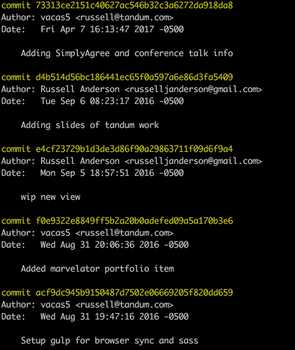 commit 73313ce2151c40627ac546b32c3a6272da918da8
Author: vacas5 <russell@tandum.com>
Date:   Fri Apr 7 16:13:47 2017 -0500
Adding SimplyAgree and conference talk info
commit d4b514d56bc186441ec65f0a597a6e86d3fa5409
Author: Russell Anderson <russelljanderson@gmail.com>
Date:   Tue Sep 6 08:23:17 2016 -0500
Adding slides of tandum work
commit e4cf23729b1d3de3d86f90a29863711f09d6f9a4
Author: Russell Anderson <russelljanderson@gmail.com>
Date:   Mon Sep 5 18:57:51 2016 -0500
wip new view
commit f0e9322e8849ff5b2a20b0adefed09a5a170b3e6
Author: vacas5 <russell@tandum.com>
Date:   Wed Aug 31 20:06:36 2016 -0500
Added marvelator portfolio item
commit acf9dc945b9150487d7502e06669205f820dd659
Author: vacas5 <russell@tandum.com>
Date:   Wed Aug 31 19:47:16 2016 -0500
Setup gulp for browser sync and sass